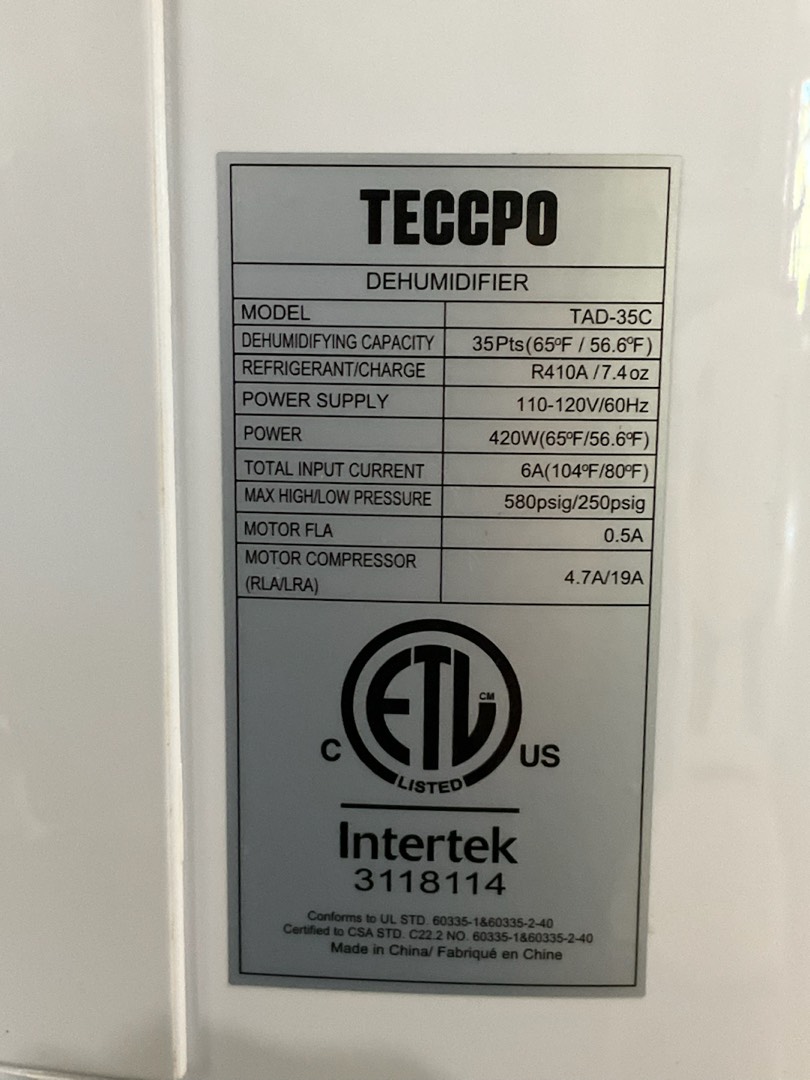 TECCPO
DEHUMIDIFIER
MODEL TAD-35C
DEHUMIDIFYING CAPACITY 35Pts(65ºF / 56.6ºF)
REFRIGERANT/CHARGE R410A /7.4oz
POWER SUPPLY 110-120V/60Hz
POWER 420W(65ºF/56.6ºF)
TOTAL INPUT CURRENT 6A(104ºF/80ºF)
MAX HIGH/LOW PRESSURE 580psig/250psig
MOTOR FLA 0.5A
MOTOR COMPRESSOR
(RLA/LRA) 4.7A/19A
ETL CM
C LISTED US
Intertek
3118114
Conforms to UL STD. 60335-1&60335-2-40
Certified to CSA STD. C22.2 NO. 60335-1&60335-2-40
Made in China/ Fabriqué en Chine